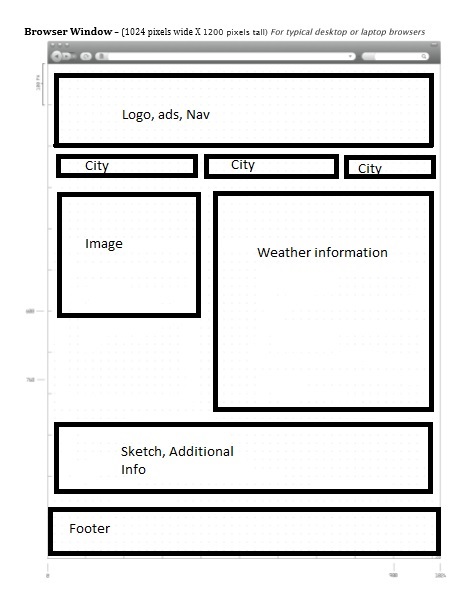 Browser Window – (1024 pixels wide X 1200 pixels tall) For typical desktop or laptop browsers
Logo, ads, Nav
City City City
Image
Weather information
Sketch, Additional
Info
Footer
0